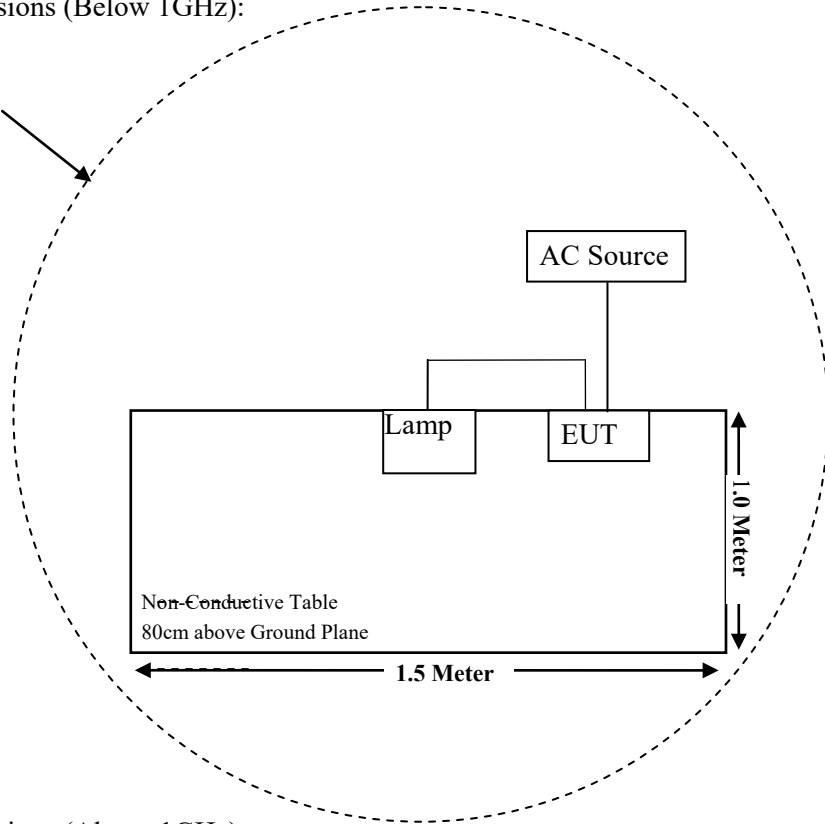 sions (Below 1GHz):
AC Source
Lamp
EUT
1.0 Meter
Non-Conductive Table
80cm above Ground Plane
1.5 Meter